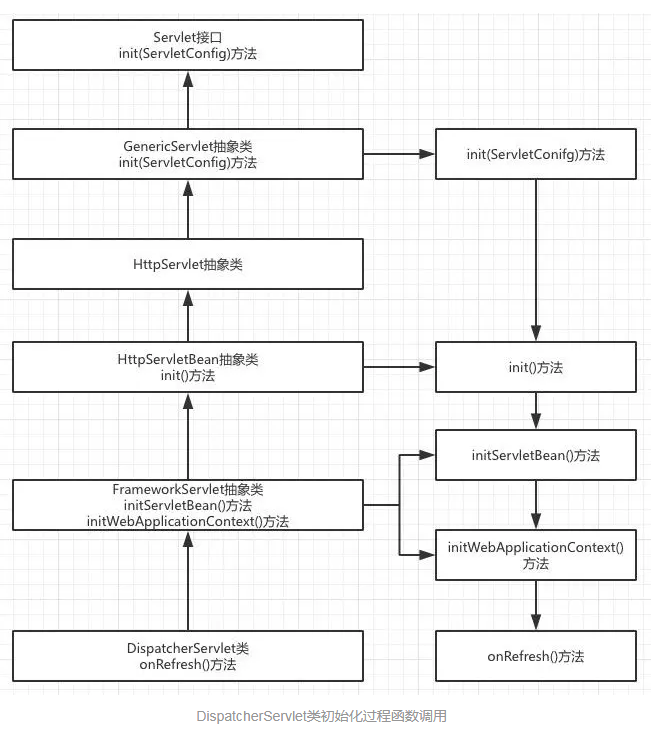 Servlet接口
init(ServletConfig)方法
GenericServlet抽象类
init(ServletConfig)方法
init(ServletConifg)方法
HttpServlet抽象类
HttpServletBean抽象类
init()方法
init()方法
initServletBean()方法
FrameworkServlet抽象类
initServletBean()方法
initWebApplicationContext()方法
initWebApplicationContext()
方法
DispatcherServlet类
onRefresh()方法
onRefresh()方法
DispatcherServlet类初始化过程函数调用